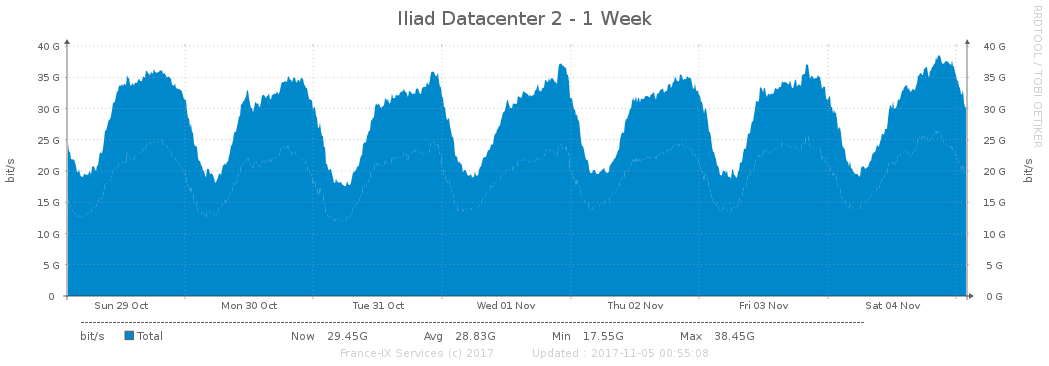 Iliad Datacenter 2 - 1 Week
RRDTOOL / TOBI OETIKER
40 G 40 G
35 G 35 G
30 G 30 G
25 G 25 G
20 G 20 G
15 G 15 G
10 G 10 G
5 G 5 G
0 0 G
bit/s
bit/s
Sun 29 Oct Mon 30 Oct Tue 31 Oct Wed 01 Nov Thu 02 Nov Fri 03 Nov Sat 04 Nov
bit/s Total Now 29.45G Avg 28.83G Min 17.55G Max 38.45G
France-IX Services (c) 2017 Updated : 2017-11-05 00:55:08